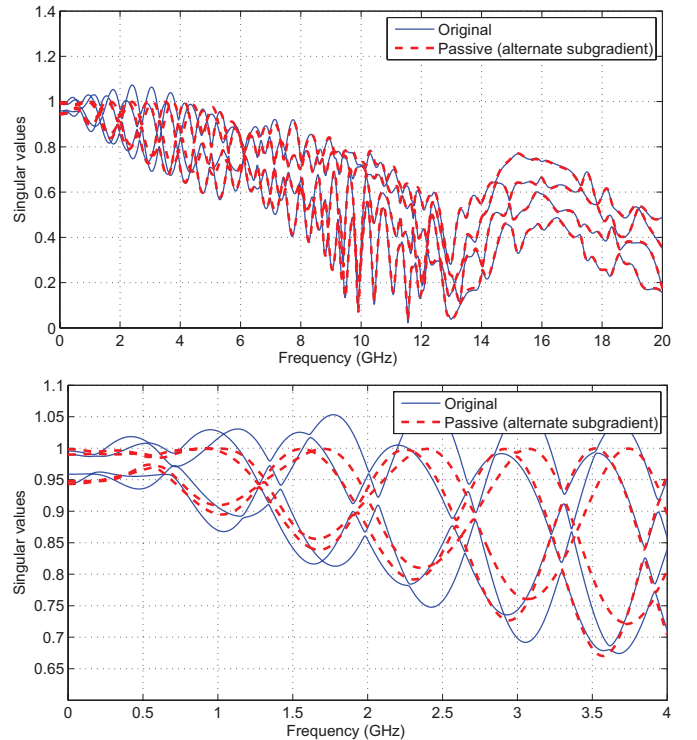 1.4
1.2
1
0.8
0.6
0.4
0.2
0
Singular values
Original
Passive (alternate subgradient)
0 2 4 6 8 10 12 14 16 18 20
Frequency (GHz)
1.1
1.05
1
0.95
0.9
0.85
0.8
0.75
0.7
0.65
Singular values
Original
Passive (alternate subgradient)
0 0.5 1 1.5 2 2.5 3 3.5 4
Frequency (GHz)